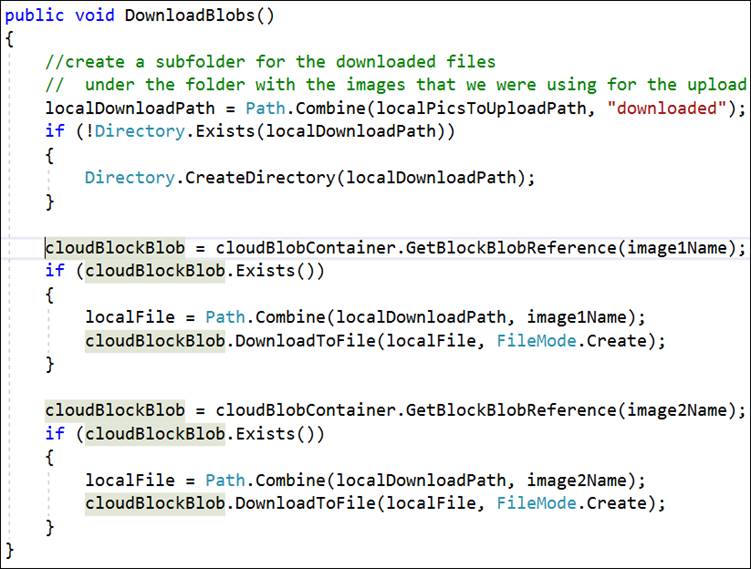 public void DownloadBlobs()
{
    //create a subfolder for the downloaded files
    //  under the folder with the images that we were using for the upload
    localDownloadPath = Path.Combine(localPicsToUploadPath, "downloaded");
    if (!Directory.Exists(localDownloadPath))
    {
        Directory.CreateDirectory(localDownloadPath);
    }

    cloudBlockBlob = cloudBlobContainer.GetBlockBlobReference(image1Name);
    if (cloudBlockBlob.Exists())
    {
        localFile = Path.Combine(localDownloadPath, image1Name);
        cloudBlockBlob.DownloadToFile(localFile, FileMode.Create);
    }

    cloudBlockBlob = cloudBlobContainer.GetBlockBlobReference(image2Name);
    if (cloudBlockBlob.Exists())
    {
        localFile = Path.Combine(localDownloadPath, image2Name);
        cloudBlockBlob.DownloadToFile(localFile, FileMode.Create);
    }
}